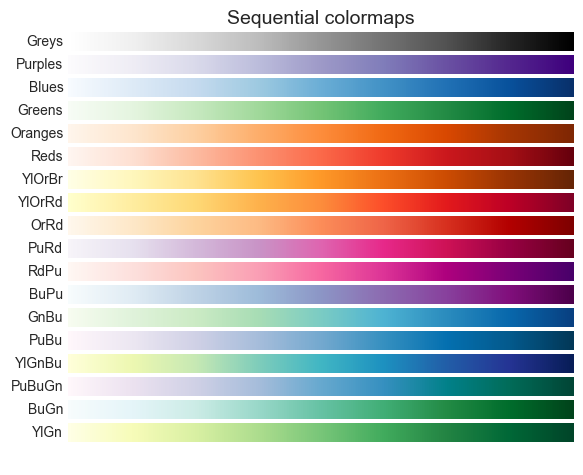 Sequential colormaps
Greys
Purples
Blues
Greens
Oranges
Reds
YlOrBr
YlOrRd
OrRd
PuRd
RdPu
BuPu
GnBu
PuBu
YlGnBu
PuBuGn
BuGn
YlGn